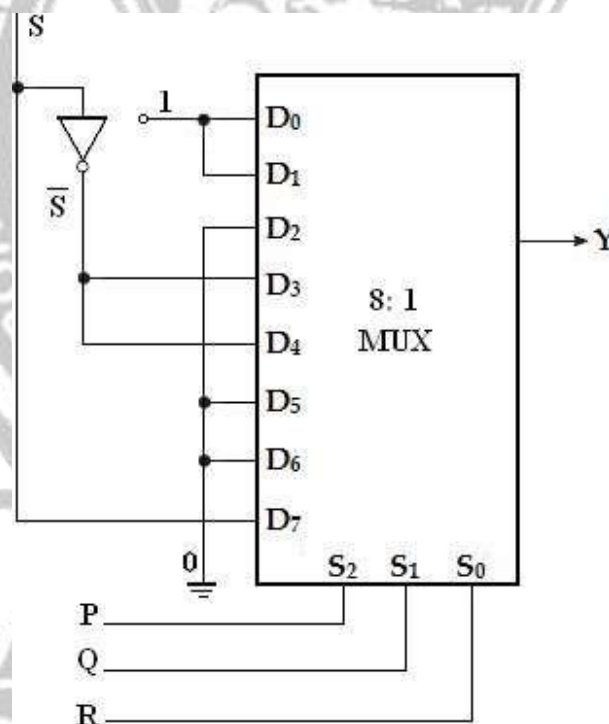 S
1
S̅
D₀
D₁
D₂
D₃
D₄
D₅
D₆
D₇
8: 1
MUX
Y
0
S₂ S₁ S₀
P
Q
R